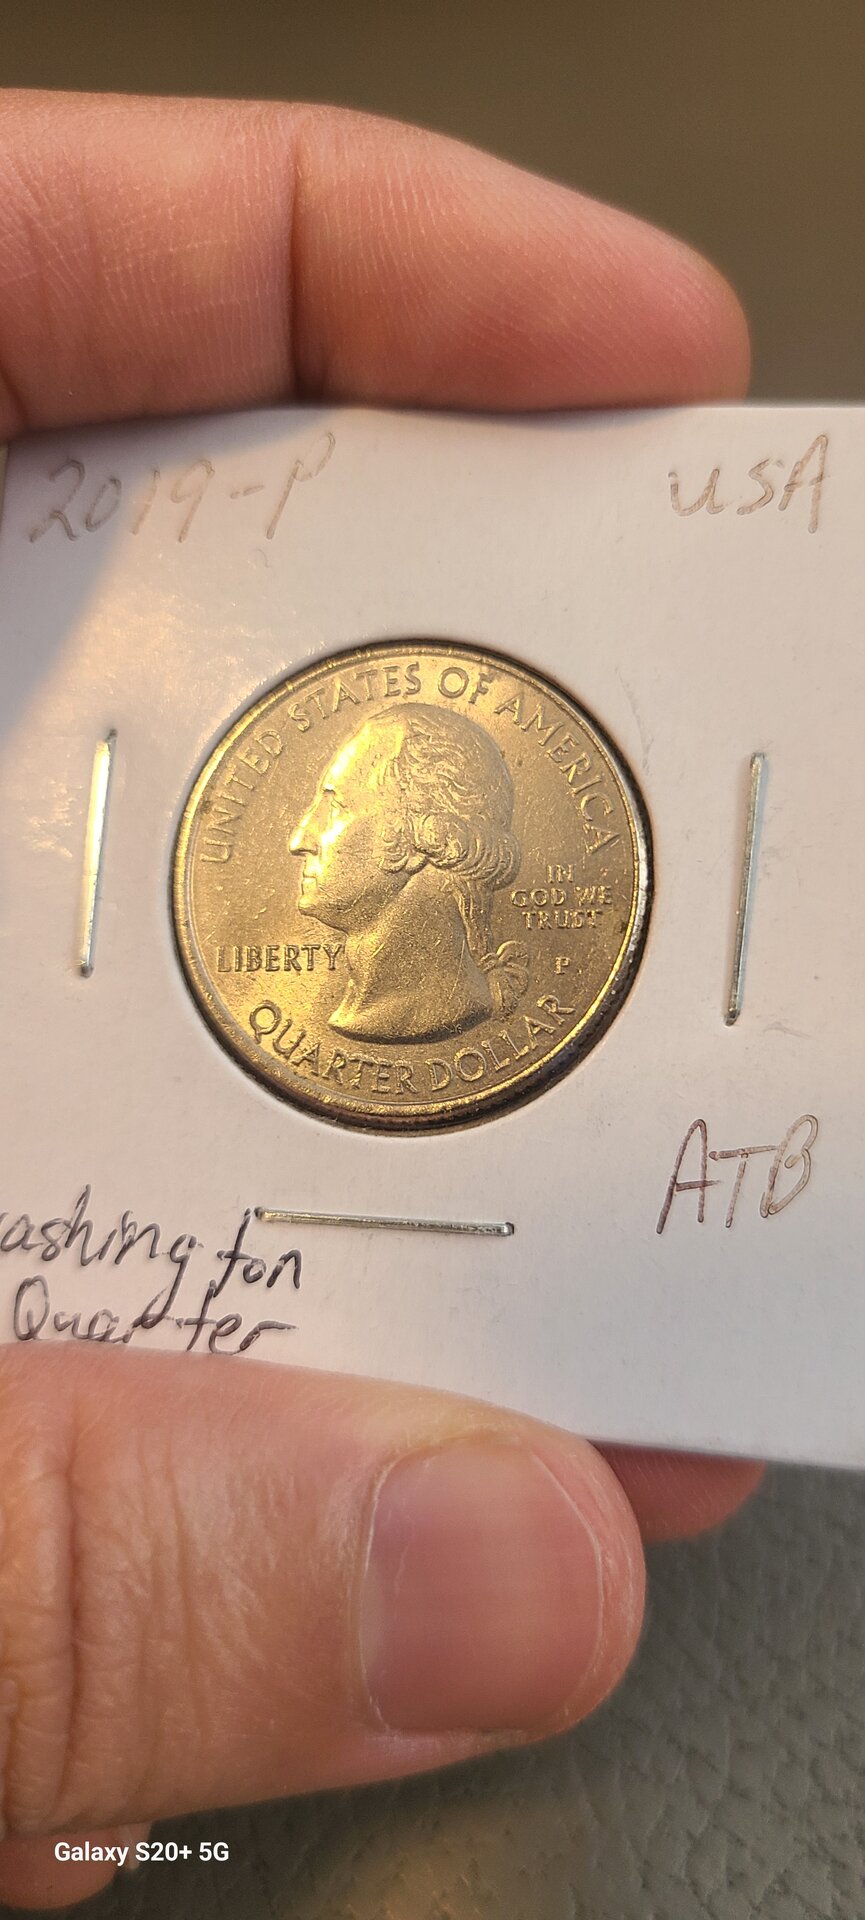 2019-P
USA
UNITED STATES OF AMERICA
IN
GOD WE
TRUST
LIBERTY
P
QUARTER DOLLAR
ATB
ashington
Quarter
Galaxy S20+ 5G